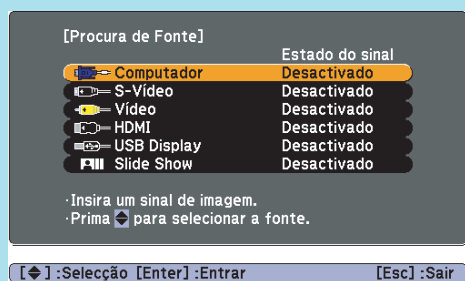 [Procura de Fonte]
Estado do sinal
Computador Desactivado
S-Vídeo Desactivado
Vídeo Desactivado
HDMI Desactivado
USB Display Desactivado
Slide Show Desactivado
·Insira um sinal de imagem.
·Prima para selecionar a fonte.
[ ] :Selecção [Enter] :Entrar [Esc] :Sair